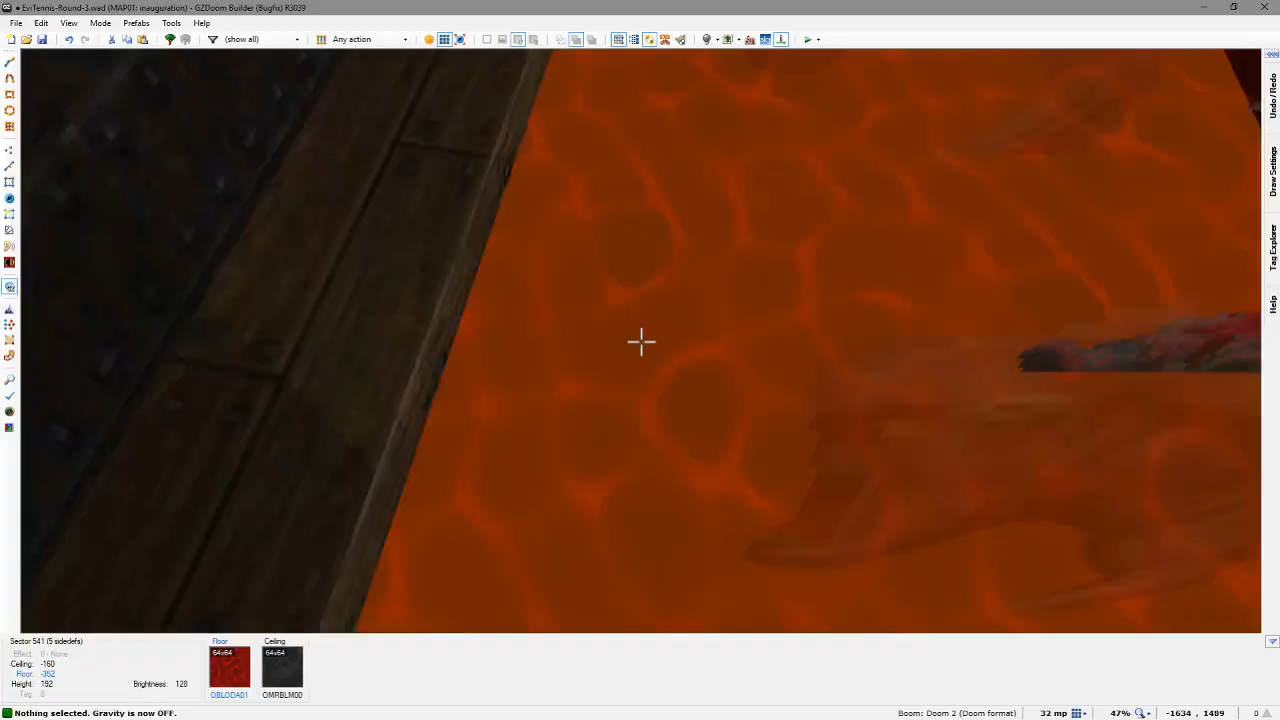 • EviTennis-Round-3.wad (MAP01: inauguration) - GZDoom Builder (Bugfix) R3039
File Edit View Mode Prefabs Tools Help
(show all) Any action
Undo / Redo
Draw Settings
Tag Explorer
Help
Sector 541 (5 sidedefs)
Effect: 0 - None
Ceiling: -160
Floor: -352
Height: 192 Brightness: 128
Tag: 0
Floor Ceiling
64x64 64x64
OBLODA01 OMRBLM00
Nothing selected. Gravity is now OFF. Boom: Doom 2 (Doom format) 32 mp 47% -1634 , 1489 0